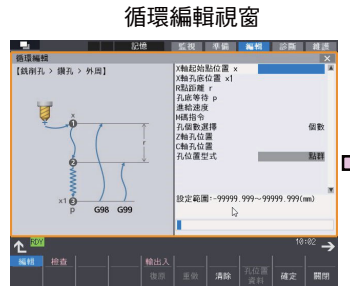 循環編輯視窗
記憶 監視 準備 編輯 診斷 維護
循環編輯
【銑削孔 > 鑽孔 > 外周】
x
1
r
2
x1 3
p G98 G99
X軸起始點位置 x
X軸孔底位置 x1
R點距離 r
孔底等待 p
進給速度
M碼指令
孔個數選擇 個數
Z軸孔位置
C軸孔位置
孔位置型式 點群
設定範圍:-99999.999~99999.999(mm)
RDY 10:02
編輯 檢查 輸出入
復原 重做 清除 孔位置資料 確定 關閉